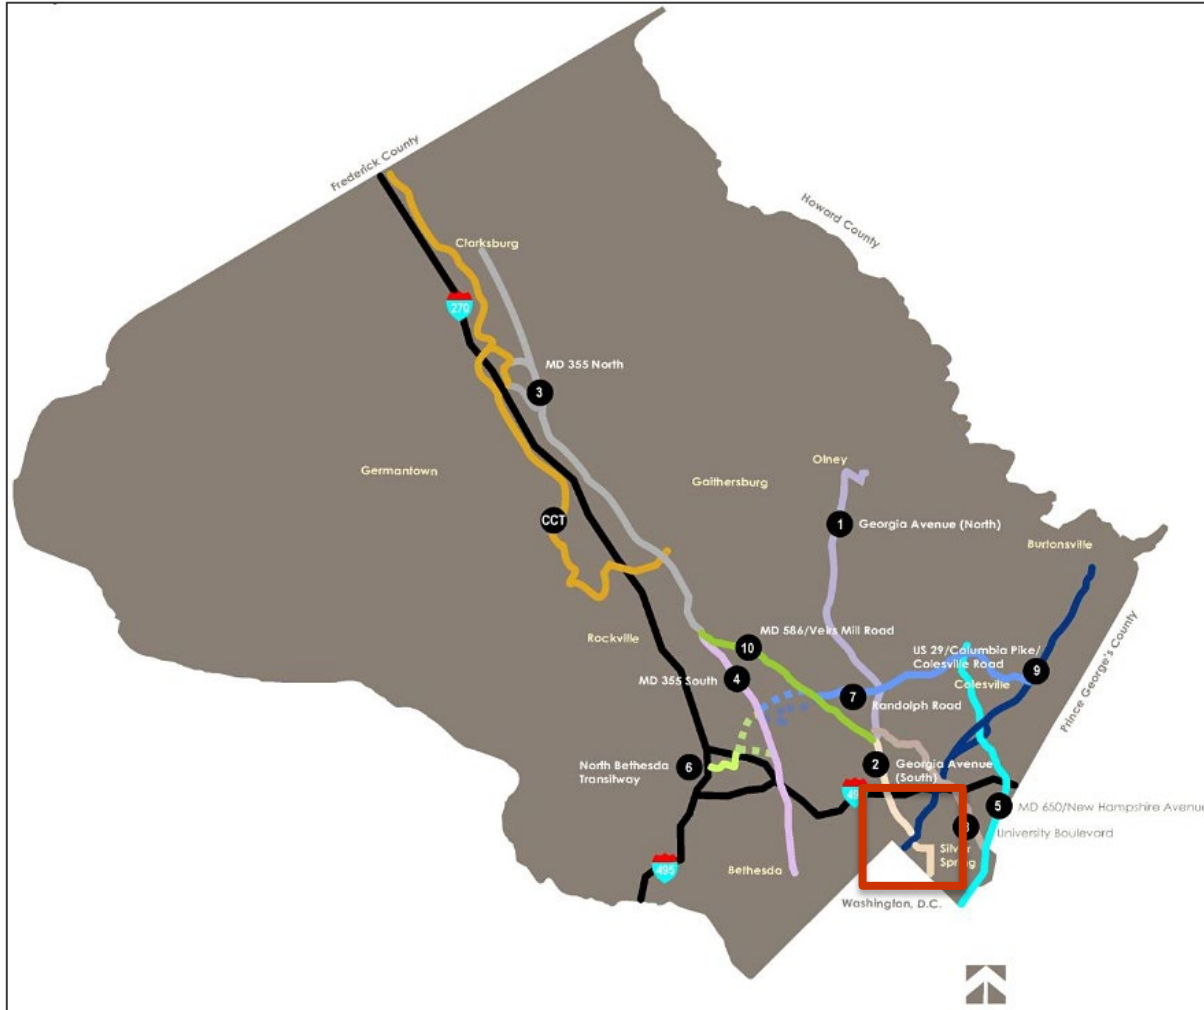 Frederick County
Howard County
Clarksburg
270
MD 355 North
3
Olney
Germantown
Gaithersburg
CCT
1
Georgia Avenue (North)
Burtonsville
MD 586/Veirs Mill Road
Rockville
10
US 29/Columbia Pike/
Colesville Road
9
MD 355 South
4
Colesville
7
Randolph Road
Prince George's County
North Bethesda
Transitway
6
2
Georgia Avenue
(South)
5
MD 650/New Hampshire Avenue
University Boulevard
Silver
Spring
495
Bethesda
Washington, D.C.